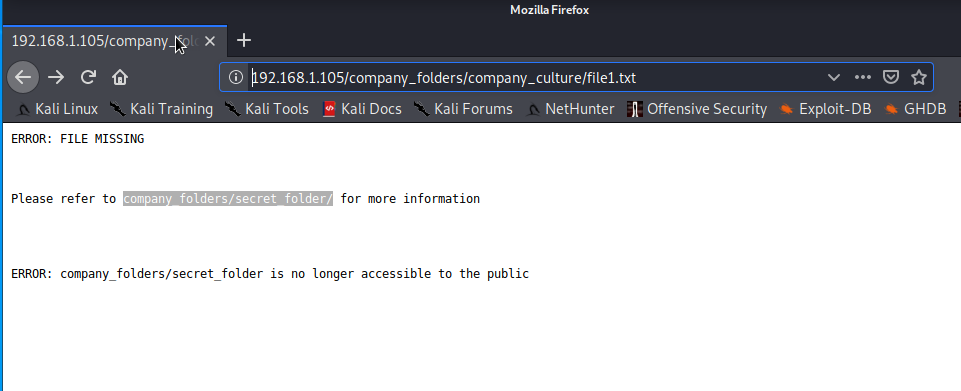 Mozilla Firefox
192.168.1.105/company_fol
192.168.1.105/company_folders/company_culture/file1.txt
Kali Linux Kali Training Kali Tools Kali Docs Kali Forums NetHunter Offensive Security Exploit-DB GHDB
ERROR: FILE MISSING
Please refer to company_folders/secret_folder/ for more information
ERROR: company_folders/secret_folder is no longer accessible to the public